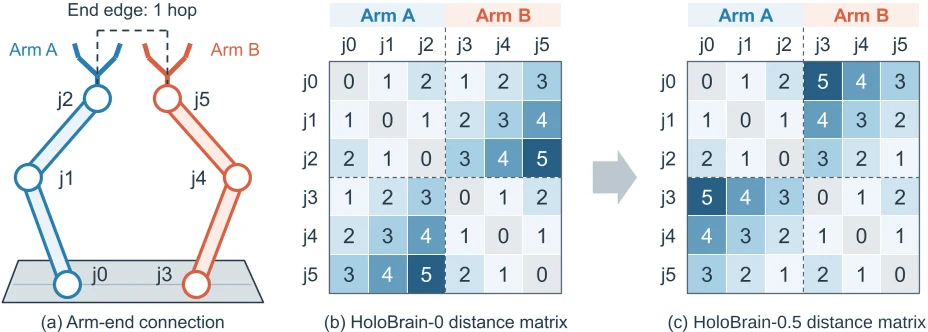 End edge: 1 hop
Arm A
Arm B
j2
j5
j1
j4
j0
j3
(a) Arm-end connection
Arm A Arm B
j0 j1 j2 j3 j4 j5
j0 0 1 2 1 2 3
j1 1 0 1 2 3 4
j2 2 1 0 3 4 5
j3 1 2 3 0 1 2
j4 2 3 4 1 0 1
j5 3 4 5 2 1 0
(b) HoloBrain-0 distance matrix
Arm A Arm B
j0 j1 j2 j3 j4 j5
j0 0 1 2 5 4 3
j1 1 0 1 4 3 2
j2 2 1 0 3 2 1
j3 5 4 3 0 1 2
j4 4 3 2 1 0 1
j5 3 2 1 2 1 0
(c) HoloBrain-0.5 distance matrix